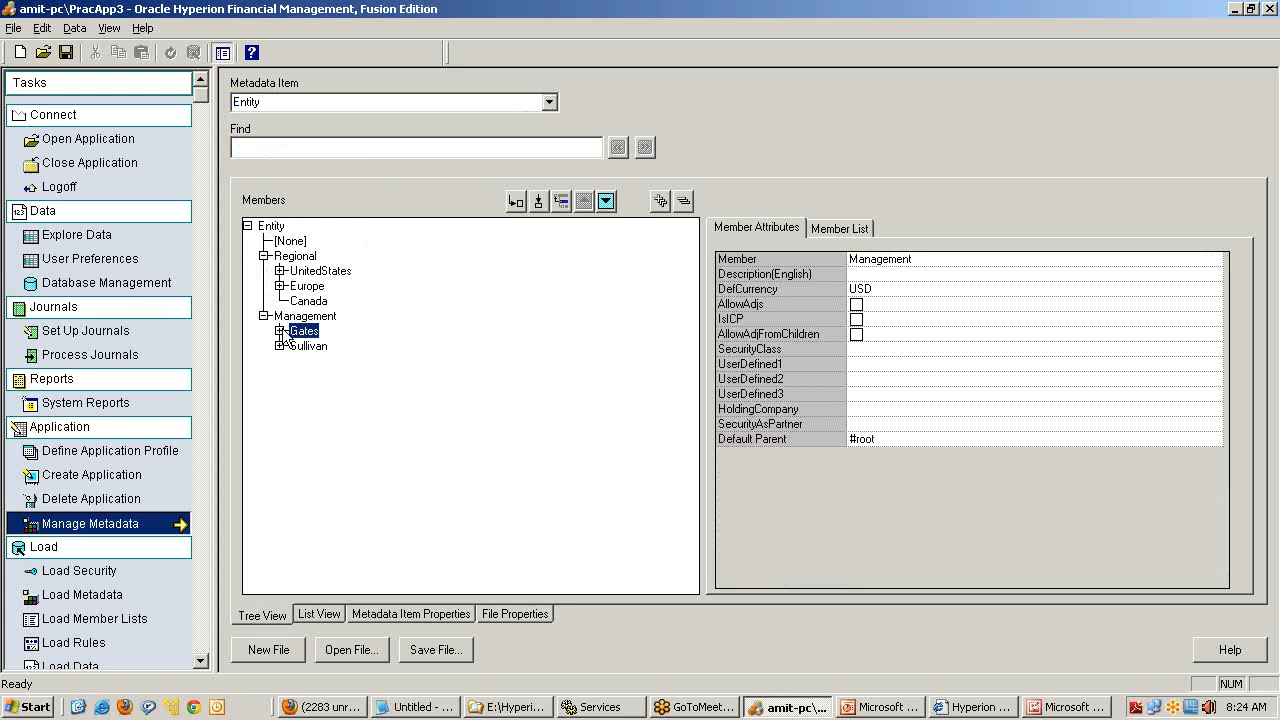 amit-pc\PracApp3 - Oracle Hyperion Financial Management, Fusion Edition
File Edit Data View Help
Tasks
Connect
Open Application
Close Application
Logoff
Data
Explore Data
User Preferences
Database Management
Journals
Set Up Journals
Process Journals
Reports
System Reports
Application
Define Application Profile
Create Application
Delete Application
Manage Metadata
Load
Load Security
Load Metadata
Load Member Lists
Load Rules
Load Data
Metadata Item
Entity
Find
Members
Entity
[None]
Regional
UnitedStates
Europe
Canada
Management
Gates
Sullivan
Member Attributes Member List
Member Management
Description(English)
DefCurrency USD
AllowAdjs
IsICP
AllowAdjFromChildren
SecurityClass
UserDefined1
UserDefined2
UserDefined3
HoldingCompany
SecurityAsPartner
Default Parent #root
Tree View List View Metadata Item Properties File Properties
New File Open File... Save File... Help
Ready NUM
Start (2283 unr... Untitled - ... E:\Hyperi... Services GoToMeet... amit-pc\... Microsoft ... Hyperion ... Microsoft ... 8:24 AM